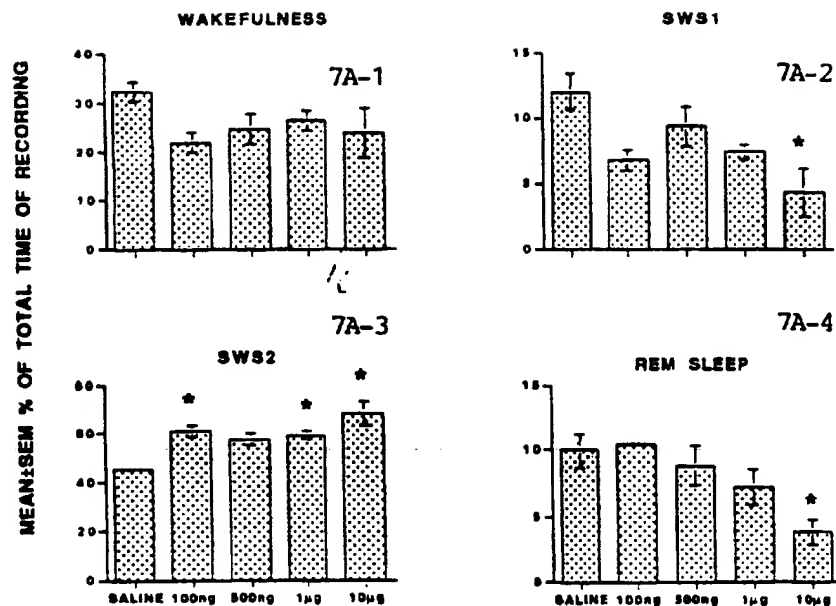 MEAN±SEM % OF TOTAL TIME OF RECORDING
WAKEFULNESS
7A-1
40
30
20
10
0
SWS1
7A-2
15
10
5
0
*
7A-3
SWS2
80
60
40
20
0
* * *
SALINE 100ng 500ng 1µg 10µg
7A-4
REM SLEEP
15
10
5
0
*
SALINE 100ng 500ng 1µg 10µg